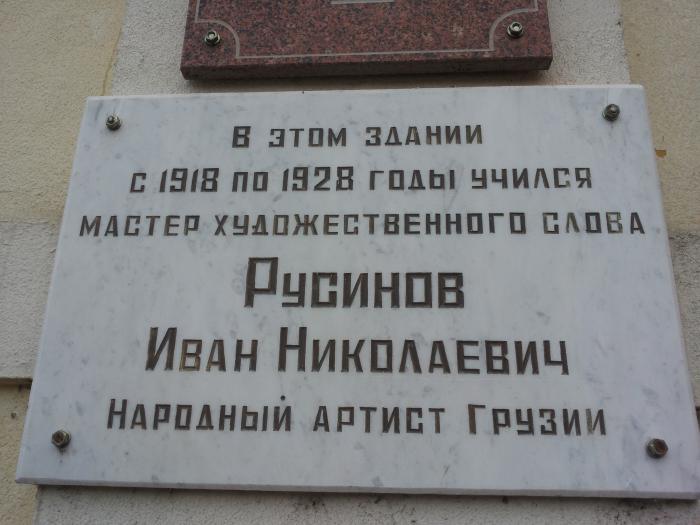 В этом здании
с 1918 по 1928 годы учился
мастер художественного слова
Русинов
Иван Николаевич
Народный артист Грузии